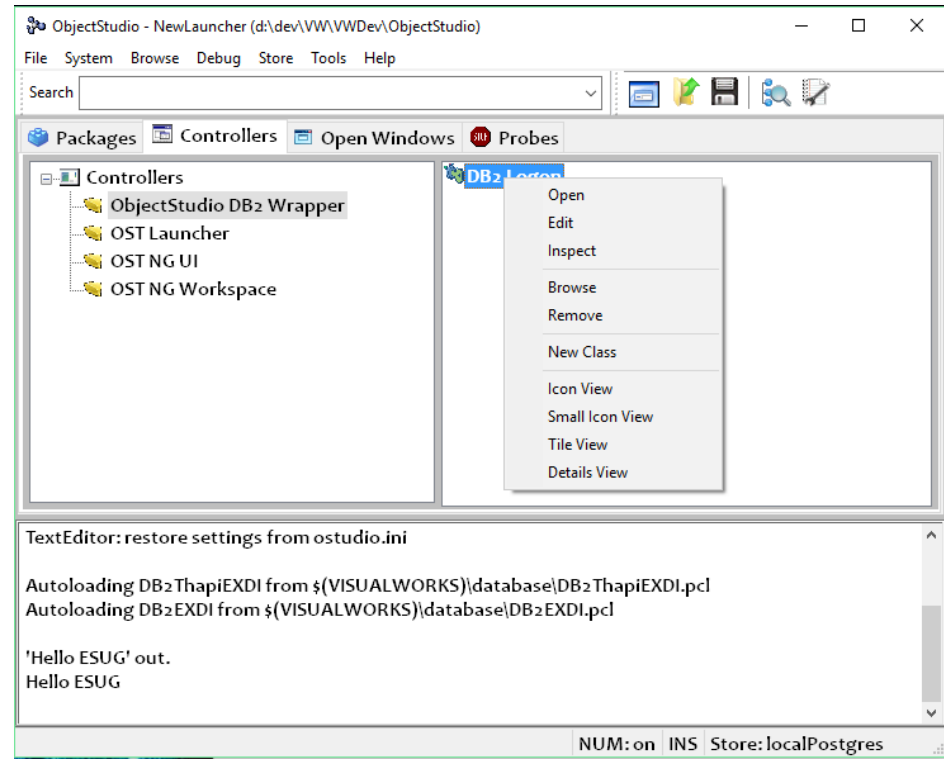 ObjectStudio - NewLauncher (d:\dev\VW\VWDev\ObjectStudio)
File System Browse Debug Store Tools Help
Search
Packages Controllers Open Windows Probes
Controllers
ObjectStudio DB2 Wrapper
OST Launcher
OST NG UI
OST NG Workspace
DB2 Logon
Open
Edit
Inspect
Browse
Remove
New Class
Icon View
Small Icon View
Tile View
Details View
TextEditor: restore settings from ostudio.ini
Autoloading DB2ThapiEXDI from $(VISUALWORKS)\database\DB2ThapiEXDI.pcl
Autoloading DB2EXDI from $(VISUALWORKS)\database\DB2EXDI.pcl
'Hello ESUG' out.
Hello ESUG
NUM: on INS Store: localPostgres